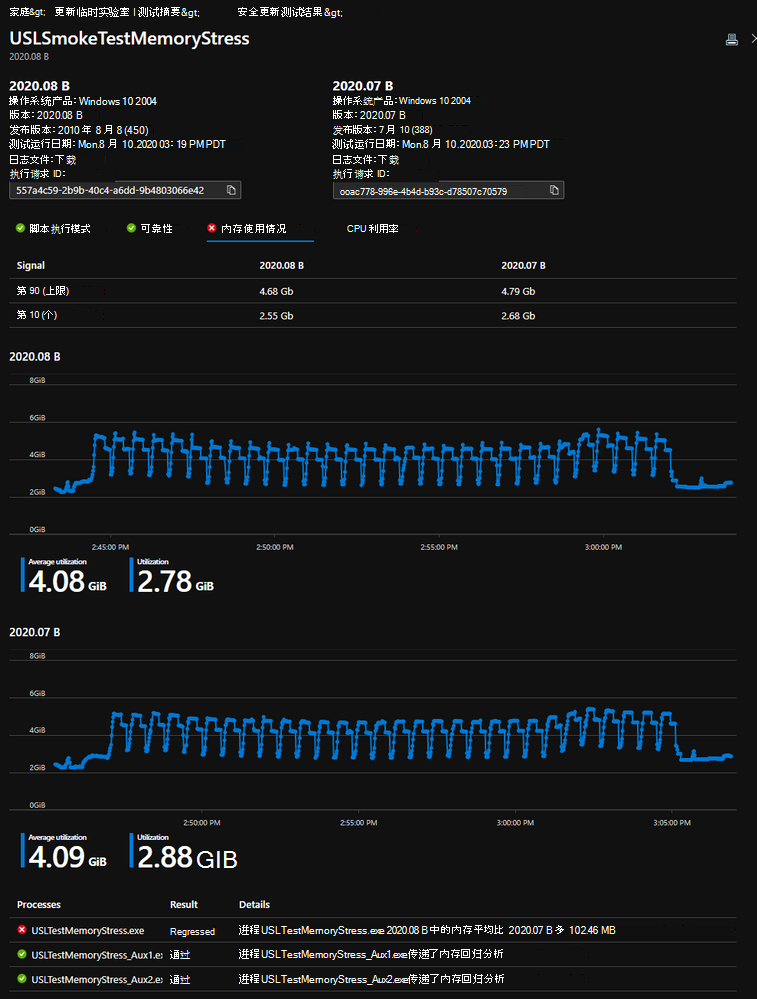 家庭&gt; 更新临时实验室 | 测试摘要&gt; 安全更新测试结果 &gt;
USLSmokeTestMemoryStress
2020.08 B
2020.08 B
操作系统产品: Windows 10 2004
版本: 2020.08 B
发布版本: 2010 年 8 月 8 (450)
测试运行日期: Mon.8 月 10.2020 03: 19 PM PDT
日志文件: 下载
执行请求 ID:
557a4c59-2b9b-40c4-a6dd-9b4803066e42
2020.07 B
操作系统产品: Windows 10 2004
版本: 2020.07 B
发布版本: 7 月 10 (388)
测试运行日期: Mon.8 月 10.2020.03: 23 PM PDT
日志文件: 下载
执行请求 ID:
ooac778-996e-4b4d-b93c-d78507c70579
脚本执行模式 可靠性 内存使用情况 CPU 利用率
Signal 2020.08 B 2020.07 B
第 90 (上限) 4.68 Gb 4.79 Gb
第 10 (个) 2.55 Gb 2.68 Gb
2020.08 B
8GiB
6GiB
4GiB
2GiB
0GiB
2:45:00 PM 2:50:00 PM 2:55:00 PM 3:00:00 PM
Average utilization Utilization
4.08 GiB 2.78 GiB
2020.07 B
8GiB
6GiB
4GiB
2GiB
0GiB
2:50:00 PM 2:55:00 PM 3:00:00 PM 3:05:00 PM
Average utilization Utilization
4.09 GiB 2.88 GIB
Processes Result Details
USLTestMemoryStress.exe Regressed 进程 USLTestMemoryStress.exe 2020.08 B 中的内存平均比 2020.07 B 多 102.46 MB
USLTestMemoryStress_Aux1.ex 通过 进程 USLTestMemoryStress_Aux1.exe传递了内存回归分析
USLTestMemoryStress_Aux2.ex 通过 进程 USLTestMemoryStress_Aux2.exe传递了内存回归分析